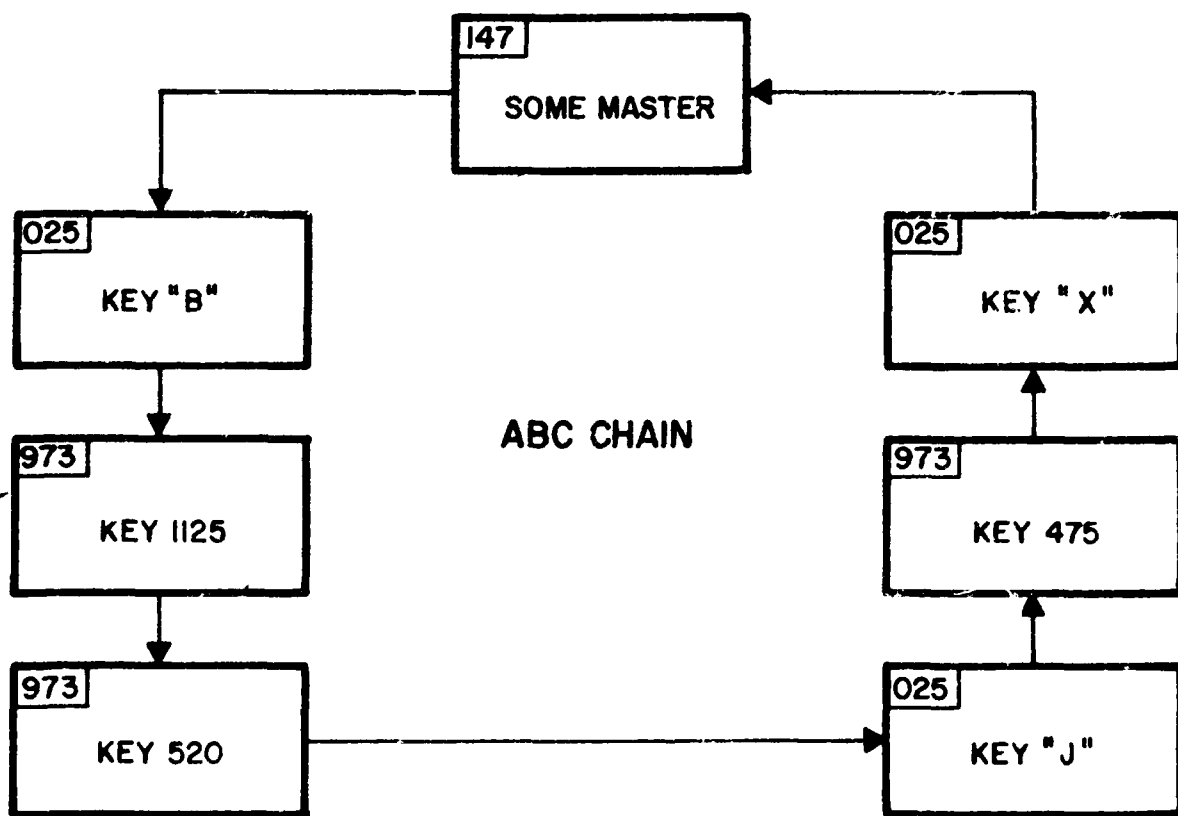 147
SOME MASTER
025
KEY "B"
025
KEY "X"
ABC CHAIN
973
KEY 1125
973
KEY 475
973
KEY 520
025
KEY "J"